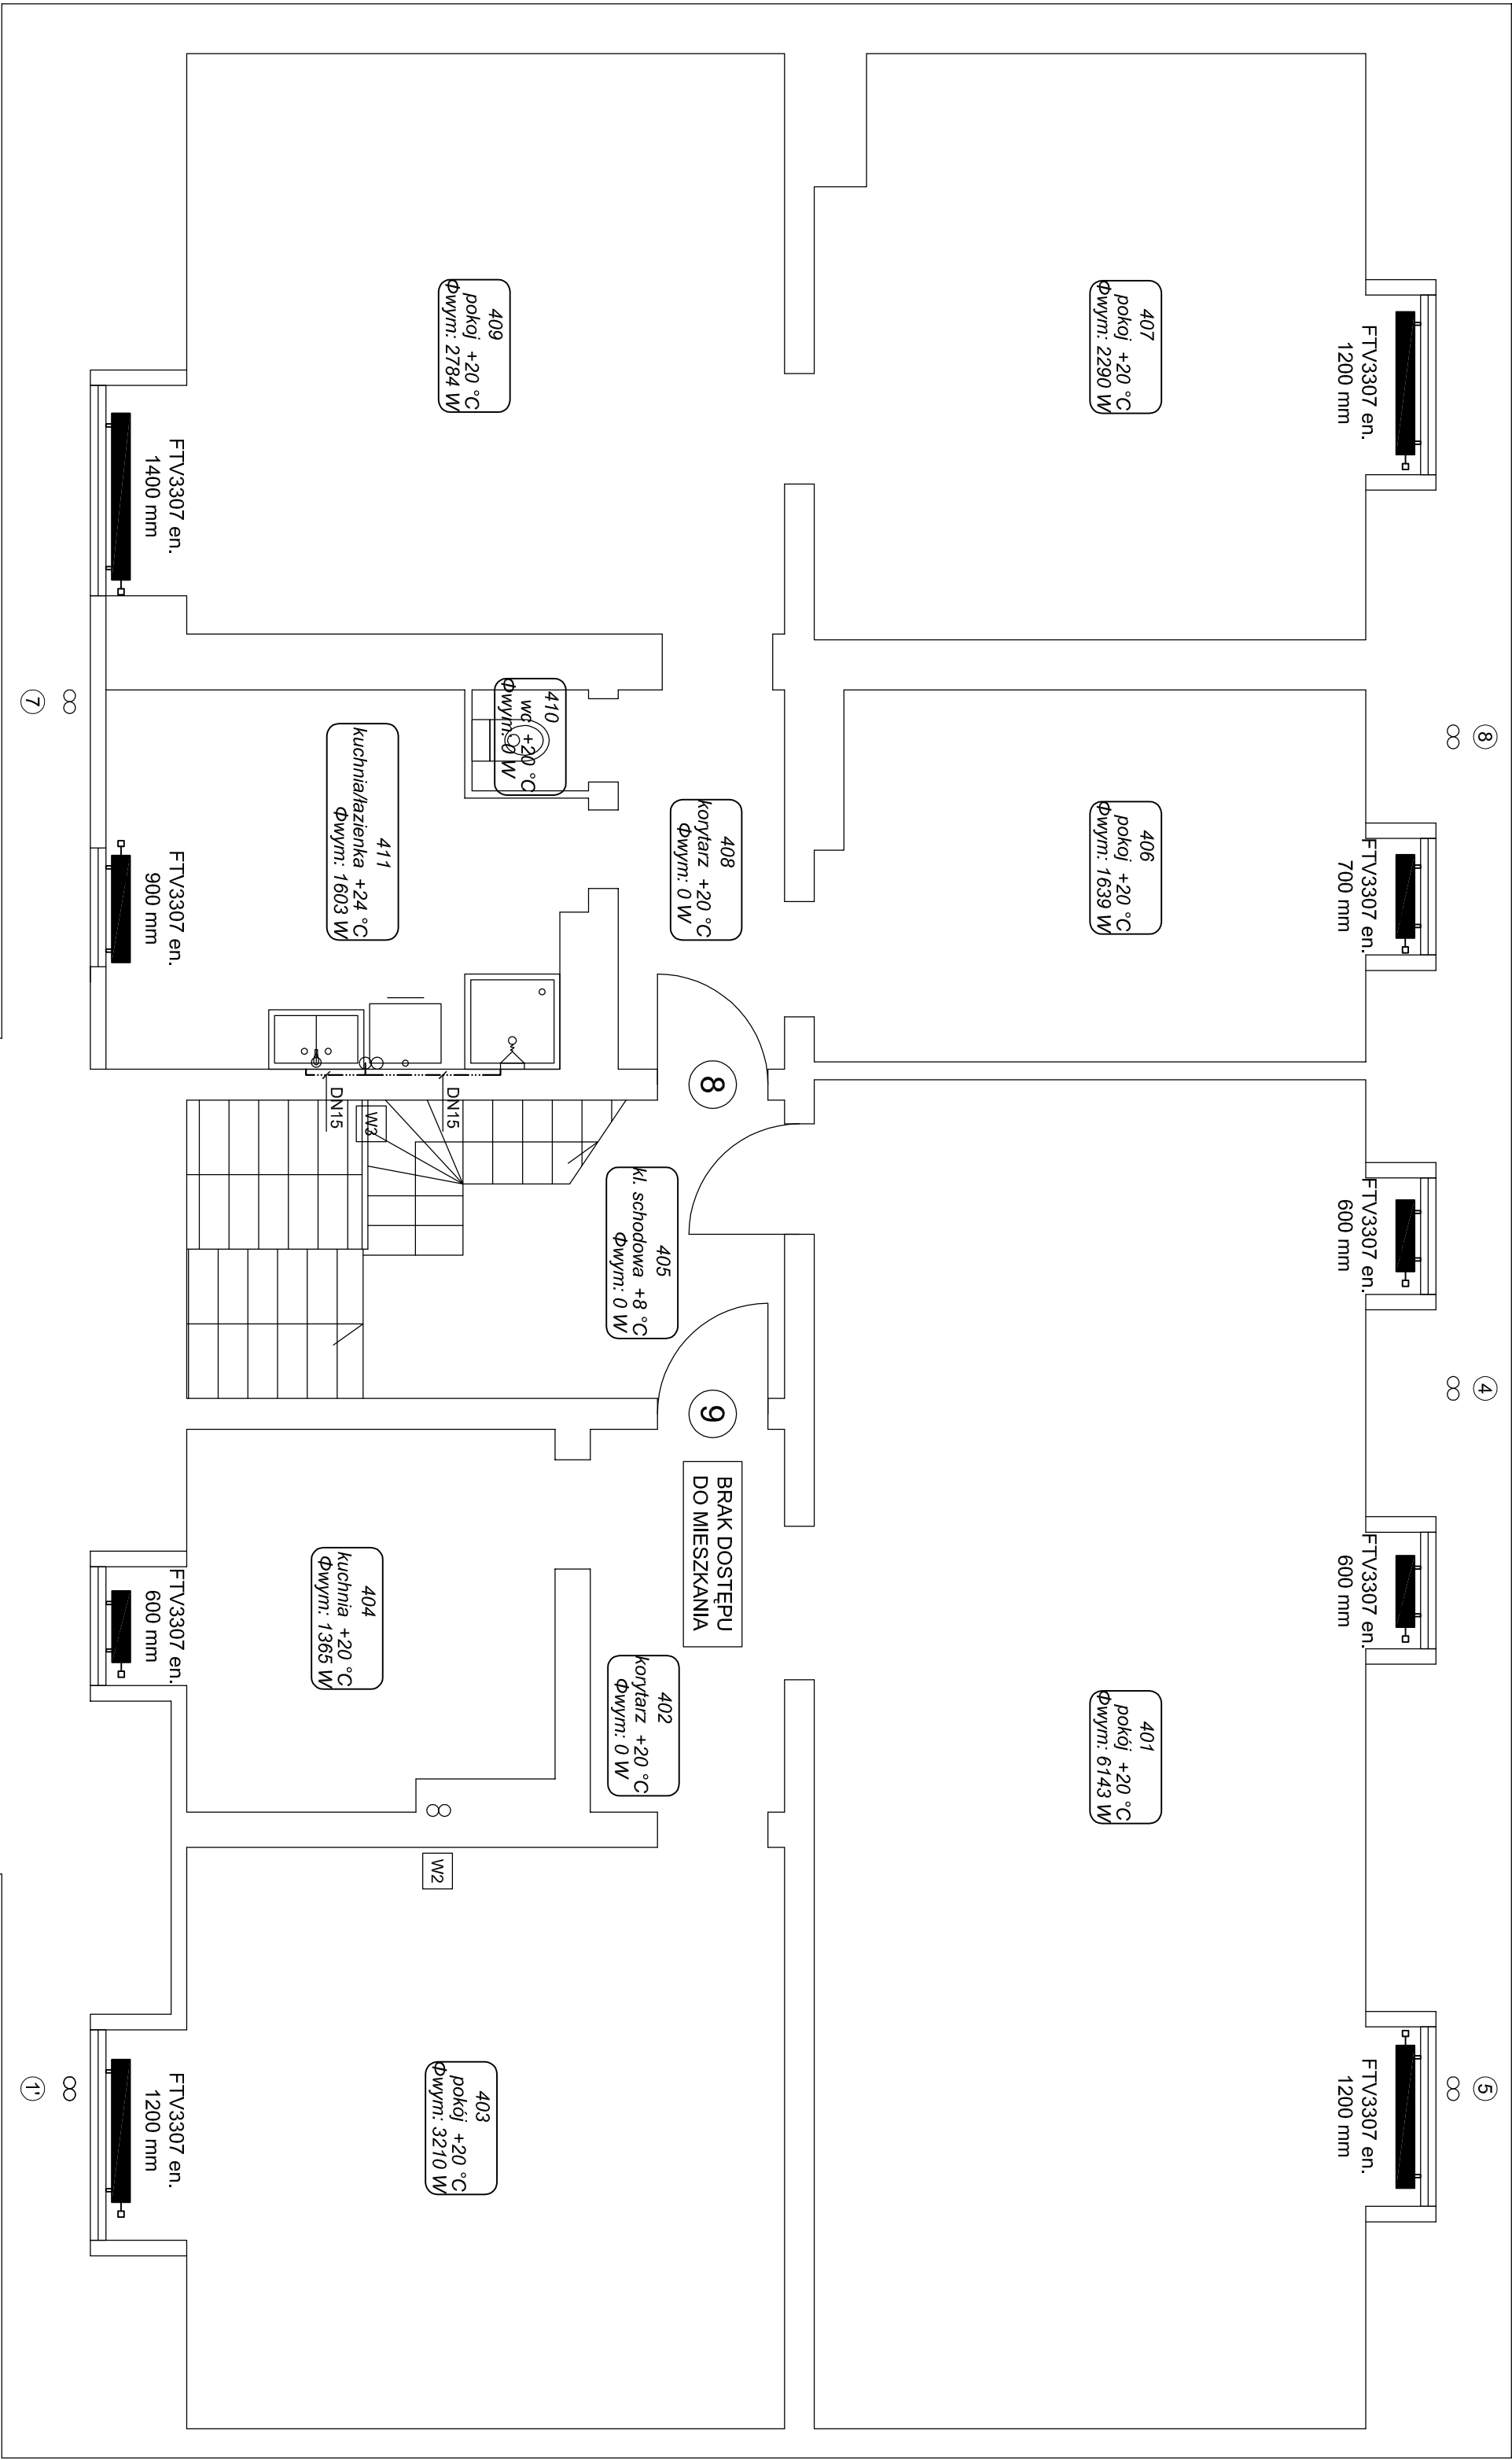 8
4
5
FTV3307 en.
1200 mm
FTV3307 en.
700 mm
FTV3307 en.
600 mm
FTV3307 en.
600 mm
FTV3307 en.
1200 mm
407
pokoj +20 °C
Φwym: 2290 W
406
pokoj +20 °C
Φwym: 1639 W
401
pokój +20 °C
Φwym: 6143 W
408
korytarz +20 °C
Φwym: 0 W
8
9
BRAK DOSTĘPU
DO MIESZKANIA
405
kl. schodowa +8 °C
Φwym: 0 W
402
korytarz +20 °C
Φwym: 0 W
410
wc +20 °C
Φwym: 0 W
409
pokoj +20 °C
Φwym: 2784 W
403
pokój +20 °C
Φwym: 3210 W
DN15
W2
411
kuchnia/łazienka +24 °C
Φwym: 1603 W
W3
404
kuchnia +20 °C
Φwym: 1365 W
DN15
FTV3307 en.
1400 mm
FTV3307 en.
900 mm
FTV3307 en.
600 mm
FTV3307 en.
1200 mm
7
1'